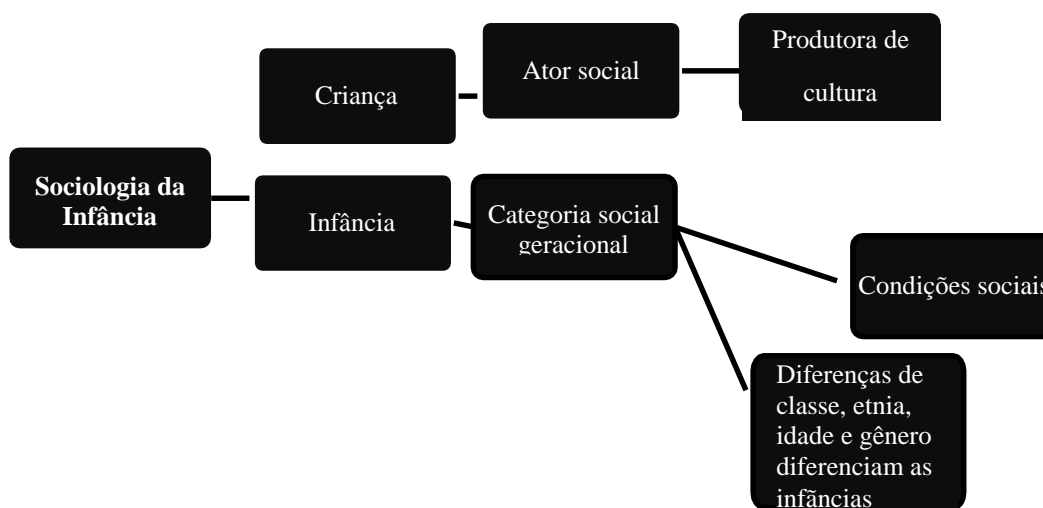 Criança
Ator social
Produtora de
cultura
Sociologia da
Infância
Infância
Categoria social
geracional
Condições sociais
Diferenças de
classe, etnia,
idade e gênero
diferenciam as
infãncias